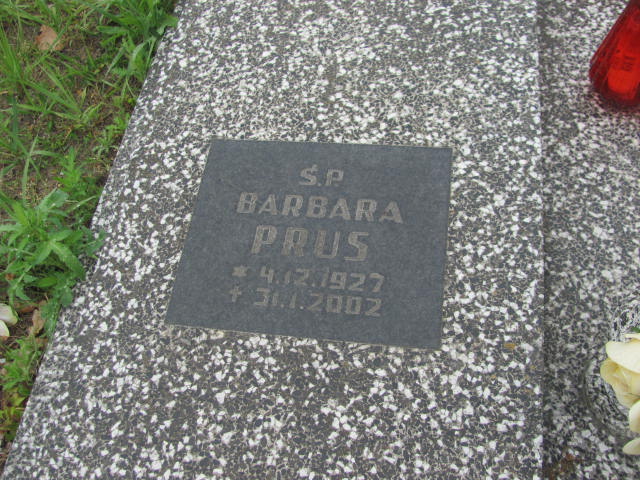 Ś.P.
BARBARA
PRUS
* 4.12.1927
+ 31.1.2002